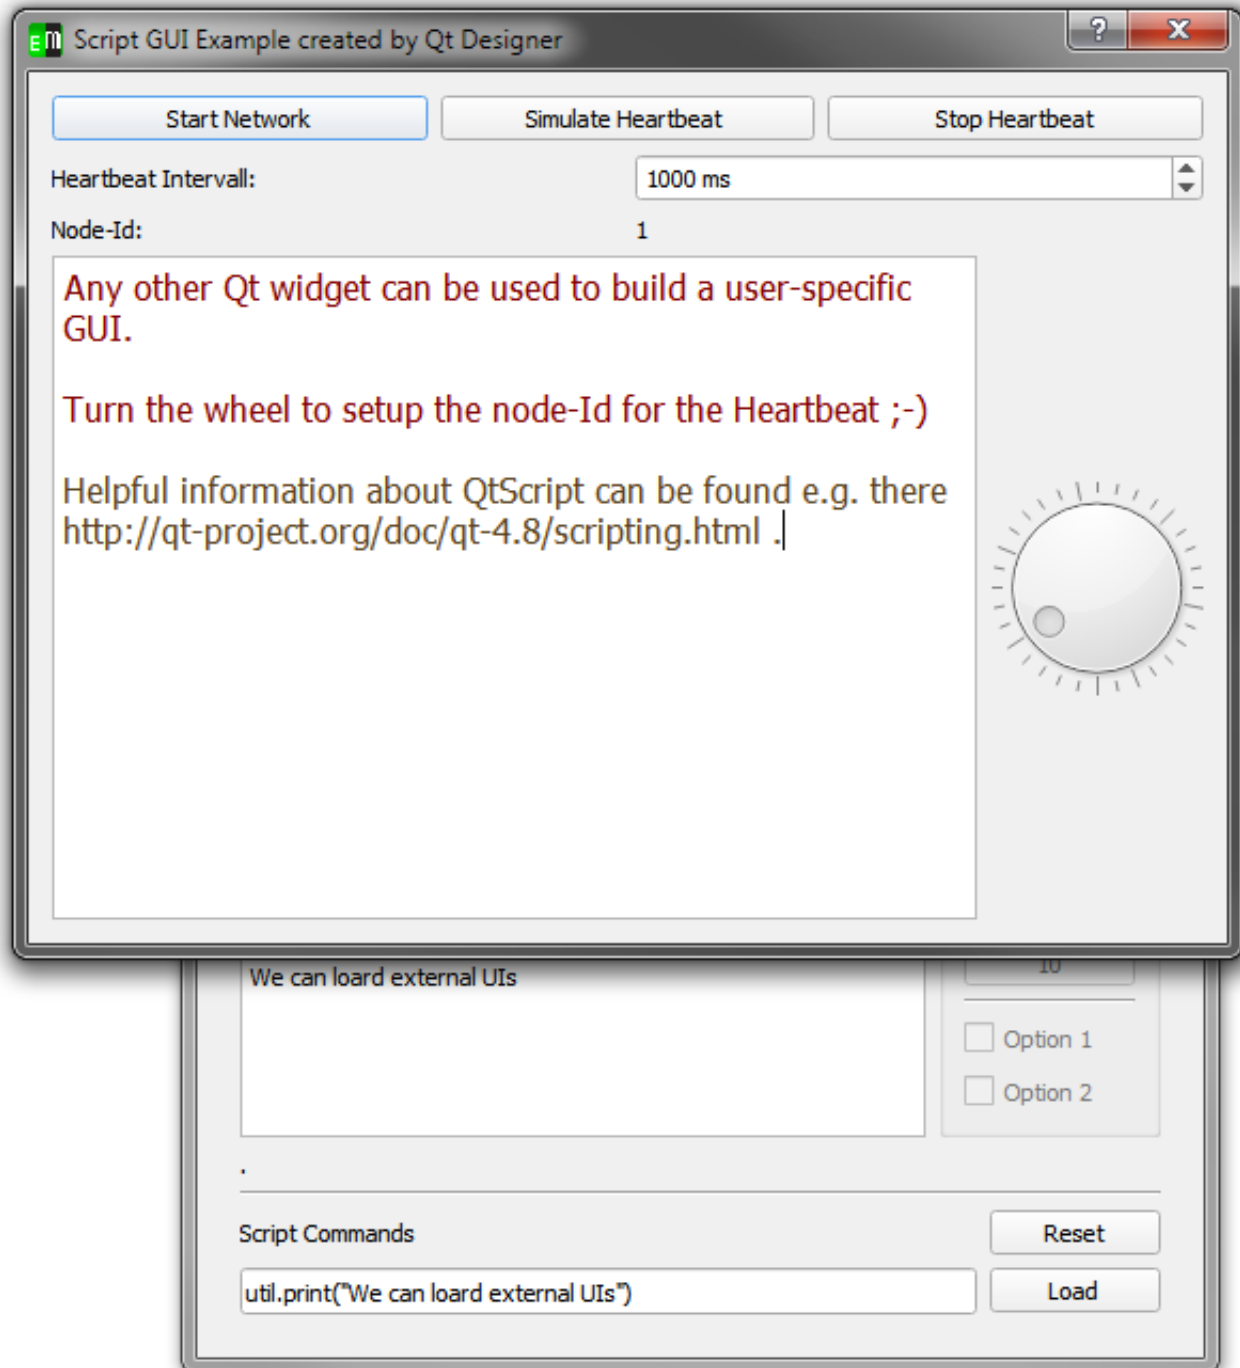 EM Script GUI Example created by Qt Designer ?
Start Network Simulate Heartbeat Stop Heartbeat
Heartbeat Intervall: 1000 ms
Node-Id: 1
Any other Qt widget can be used to build a user-specific
GUI.
Turn the wheel to setup the node-Id for the Heartbeat ;-)
Helpful information about QtScript can be found e.g. there
http://qt-project.org/doc/qt-4.8/scripting.html .
We can loard external UIs
10
Option 1
Option 2
.
Script Commands Reset
util.print("We can loard external UIs") Load